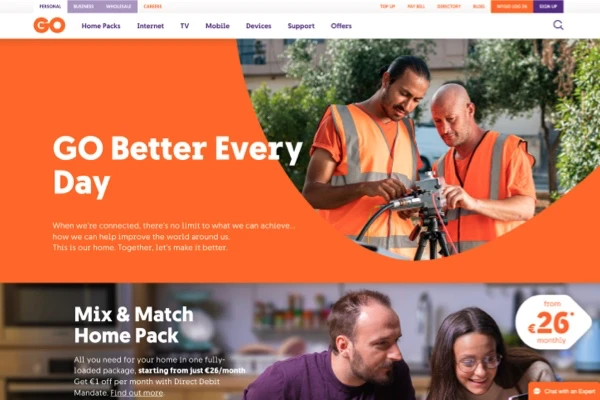 PERSONAL BUSINESS WHOLESALE CAREERS TOP UP PAY BILL DIRECTORY BLOG MYGO LOG IN SIGN UP
GO Home Packs Internet TV Mobile Devices Support Offers
GO Better Every
Day
When we're connected, there's no limit to what we can achieve...
how we can help improve the world around us.
This is our home. Together, let's make it better.
Mix & Match
Home Pack
from
€26*
monthly
All you need for your home in one fully-
loaded package, starting from just €26/month
Get €1 off per month with Direct Debit
Mandate. Find out more.
Chat with an Expert